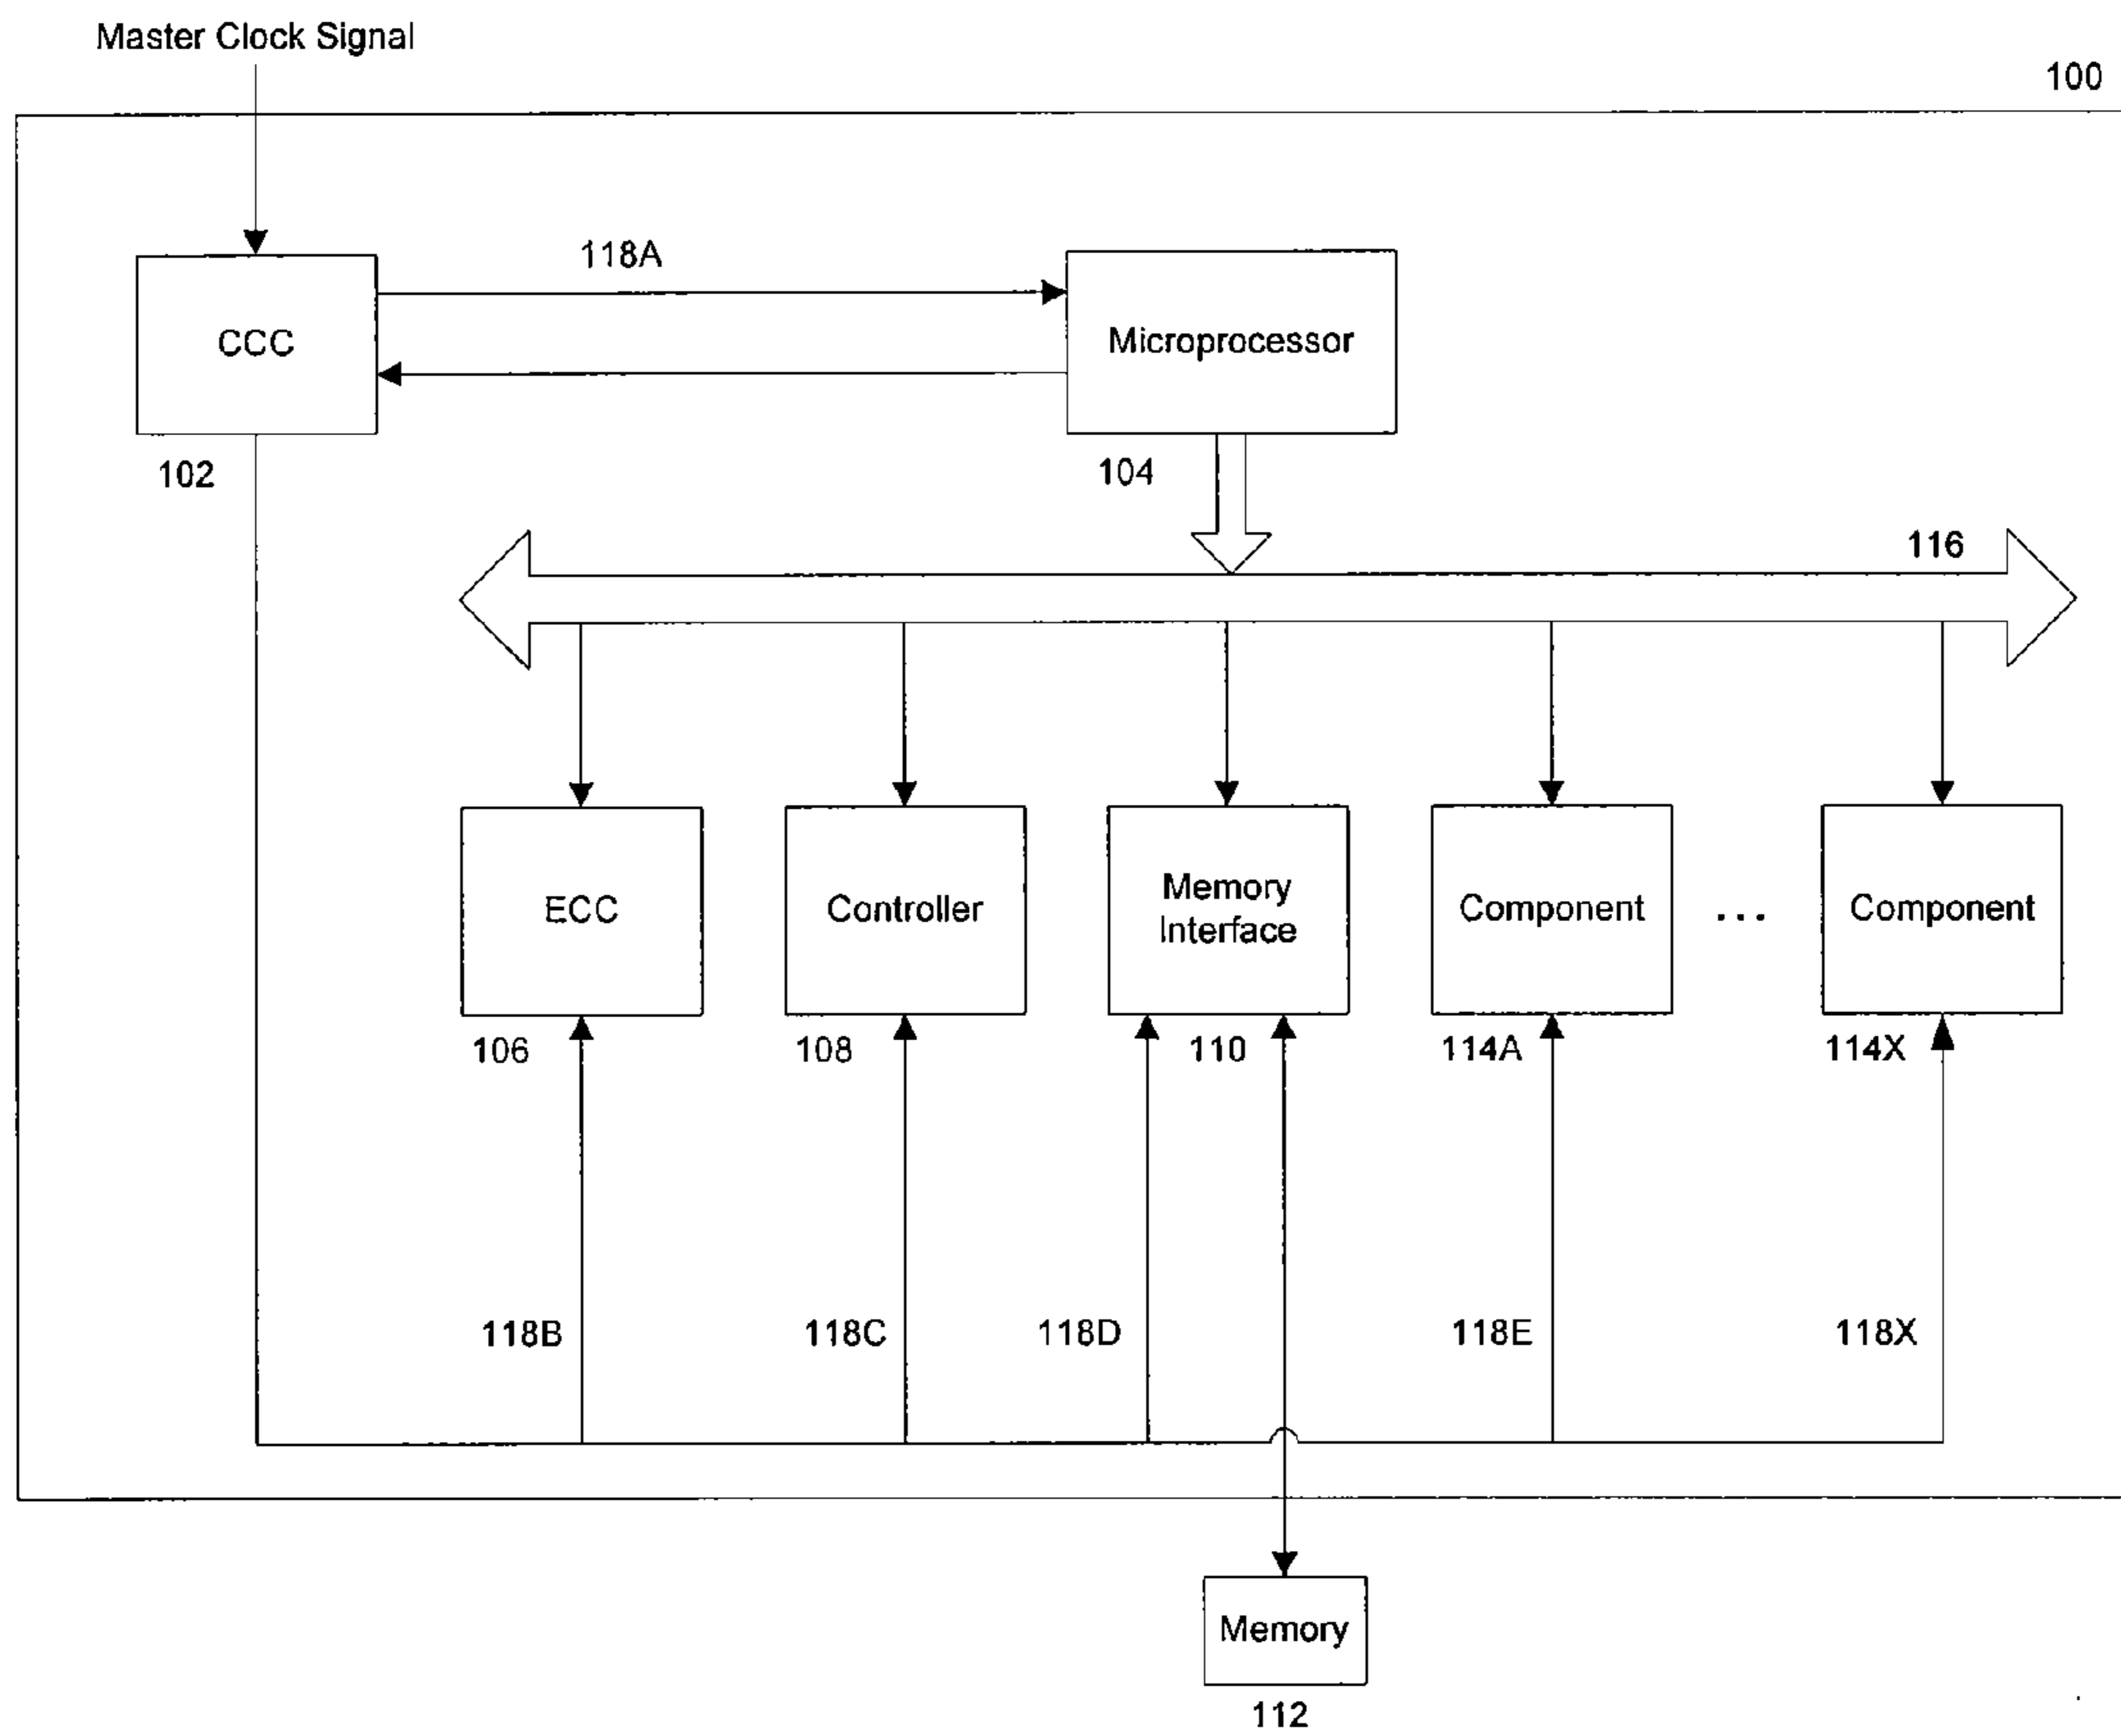 Master Clock Signal
100
118A
CCC
Microprocessor
102
104
116
ECC
Controller
Memory
Interface
Component
...
Component
106
108
110
114A
114X
118B
118C
118D
118E
118X
Memory
112